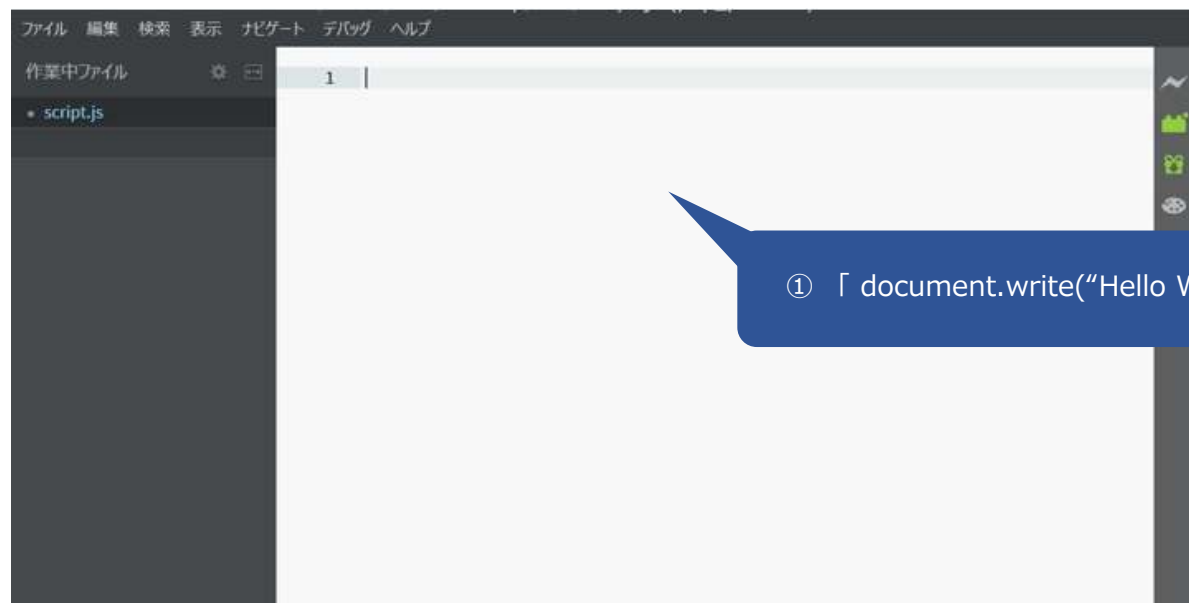 ファイル 編集 検索 表示 ナビゲート デバッグ ヘルプ
作業中ファイル
script.js
1
① 「 document.write(“Hello